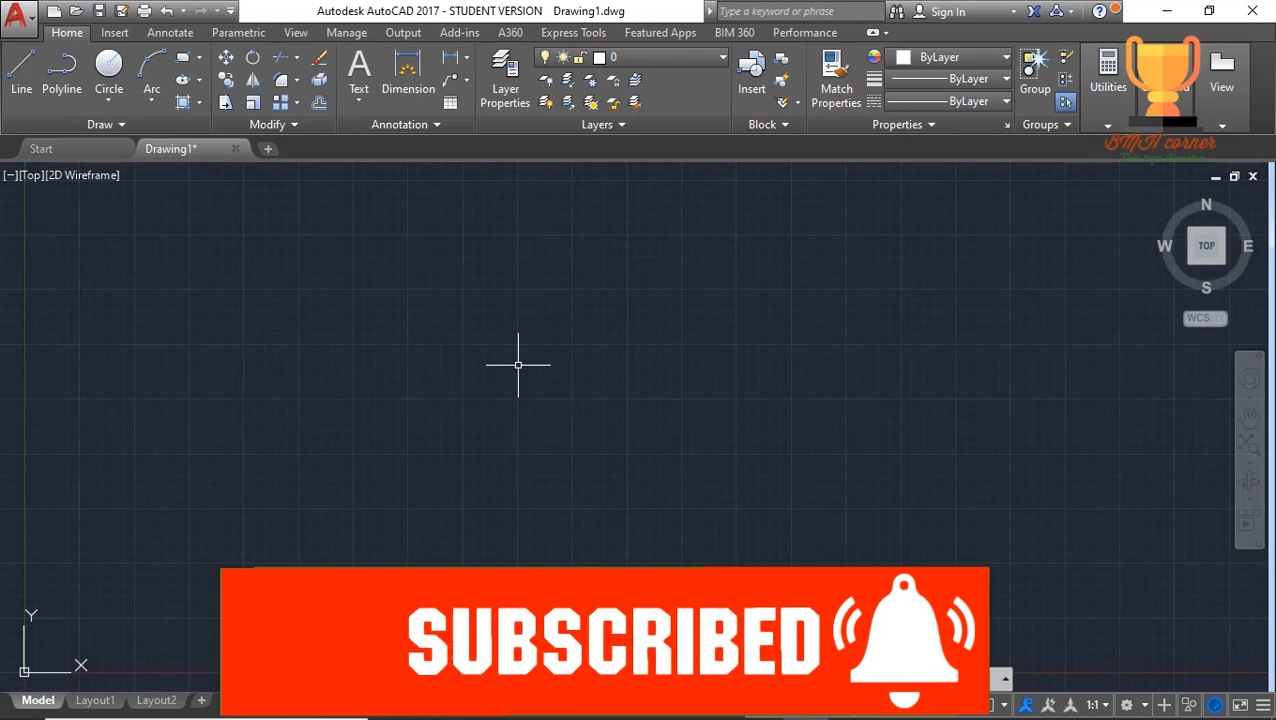 Autodesk AutoCAD 2017 - STUDENT VERSION Drawing1.dwg
Type a keyword or phrase
Sign In
Home Insert Annotate Parametric View Manage Output Add-ins A360 Express Tools Featured Apps BIM 360 Performance
0
ByLayer
ByLayer
ByLayer
Line Polyline Circle Arc
Text Dimension
Layer Properties
Insert
Match Properties
Group
Utilities
View
Draw Modify Annotation Layers Block Properties Groups
BMH corner
Start Drawing1* 
[−][Top][2D Wireframe]
N
W TOP E
S
WCS
SUBSCRIBED
Y
X
Model Layout1 Layout2 +
1:1